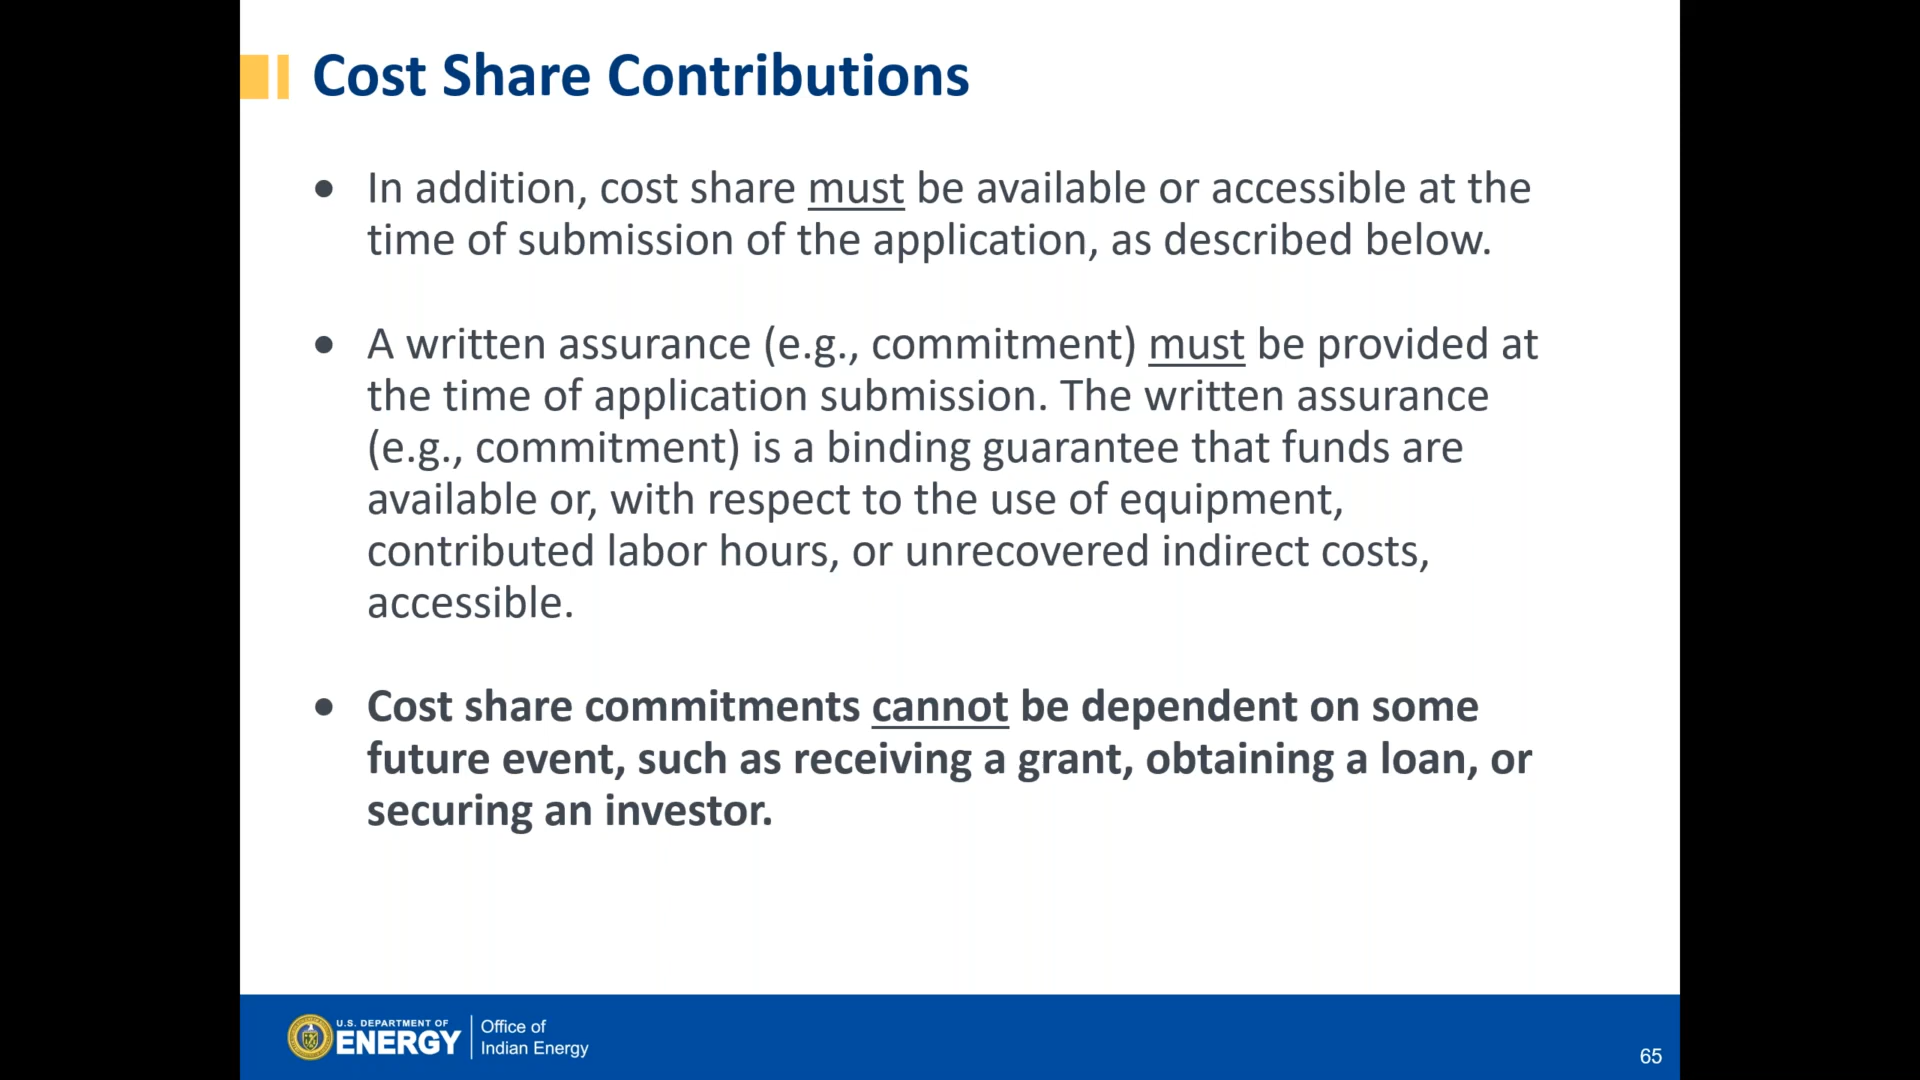 Cost Share Contributions
• In addition, cost share must be available or accessible at the
time of submission of the application, as described below.
• A written assurance (e.g., commitment) must be provided at
the time of application submission. The written assurance
(e.g., commitment) is a binding guarantee that funds are
available or, with respect to the use of equipment,
contributed labor hours, or unrecovered indirect costs,
accessible.
• Cost share commitments cannot be dependent on some
future event, such as receiving a grant, obtaining a loan, or
securing an investor.
U.S. DEPARTMENT OF
ENERGY
Office of
Indian Energy
65